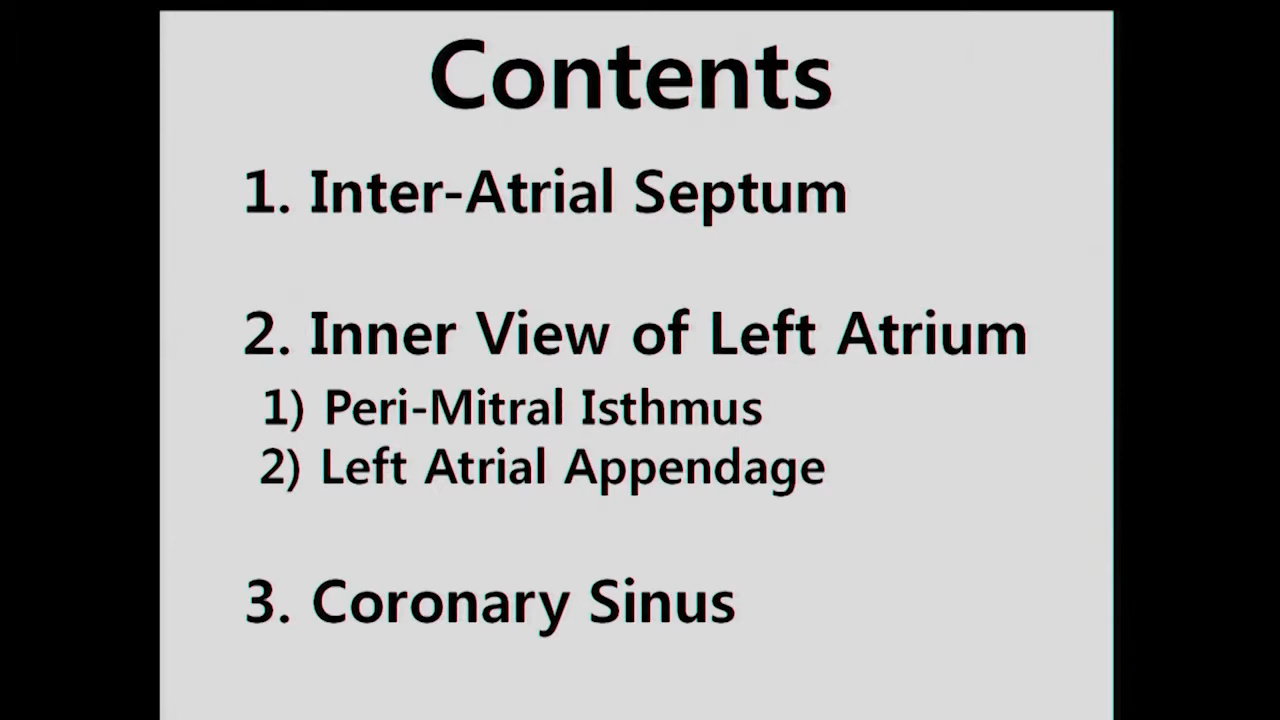 Contents
1. Inter-Atrial Septum
2. Inner View of Left Atrium
1) Peri-Mitral Isthmus
2) Left Atrial Appendage
3. Coronary Sinus